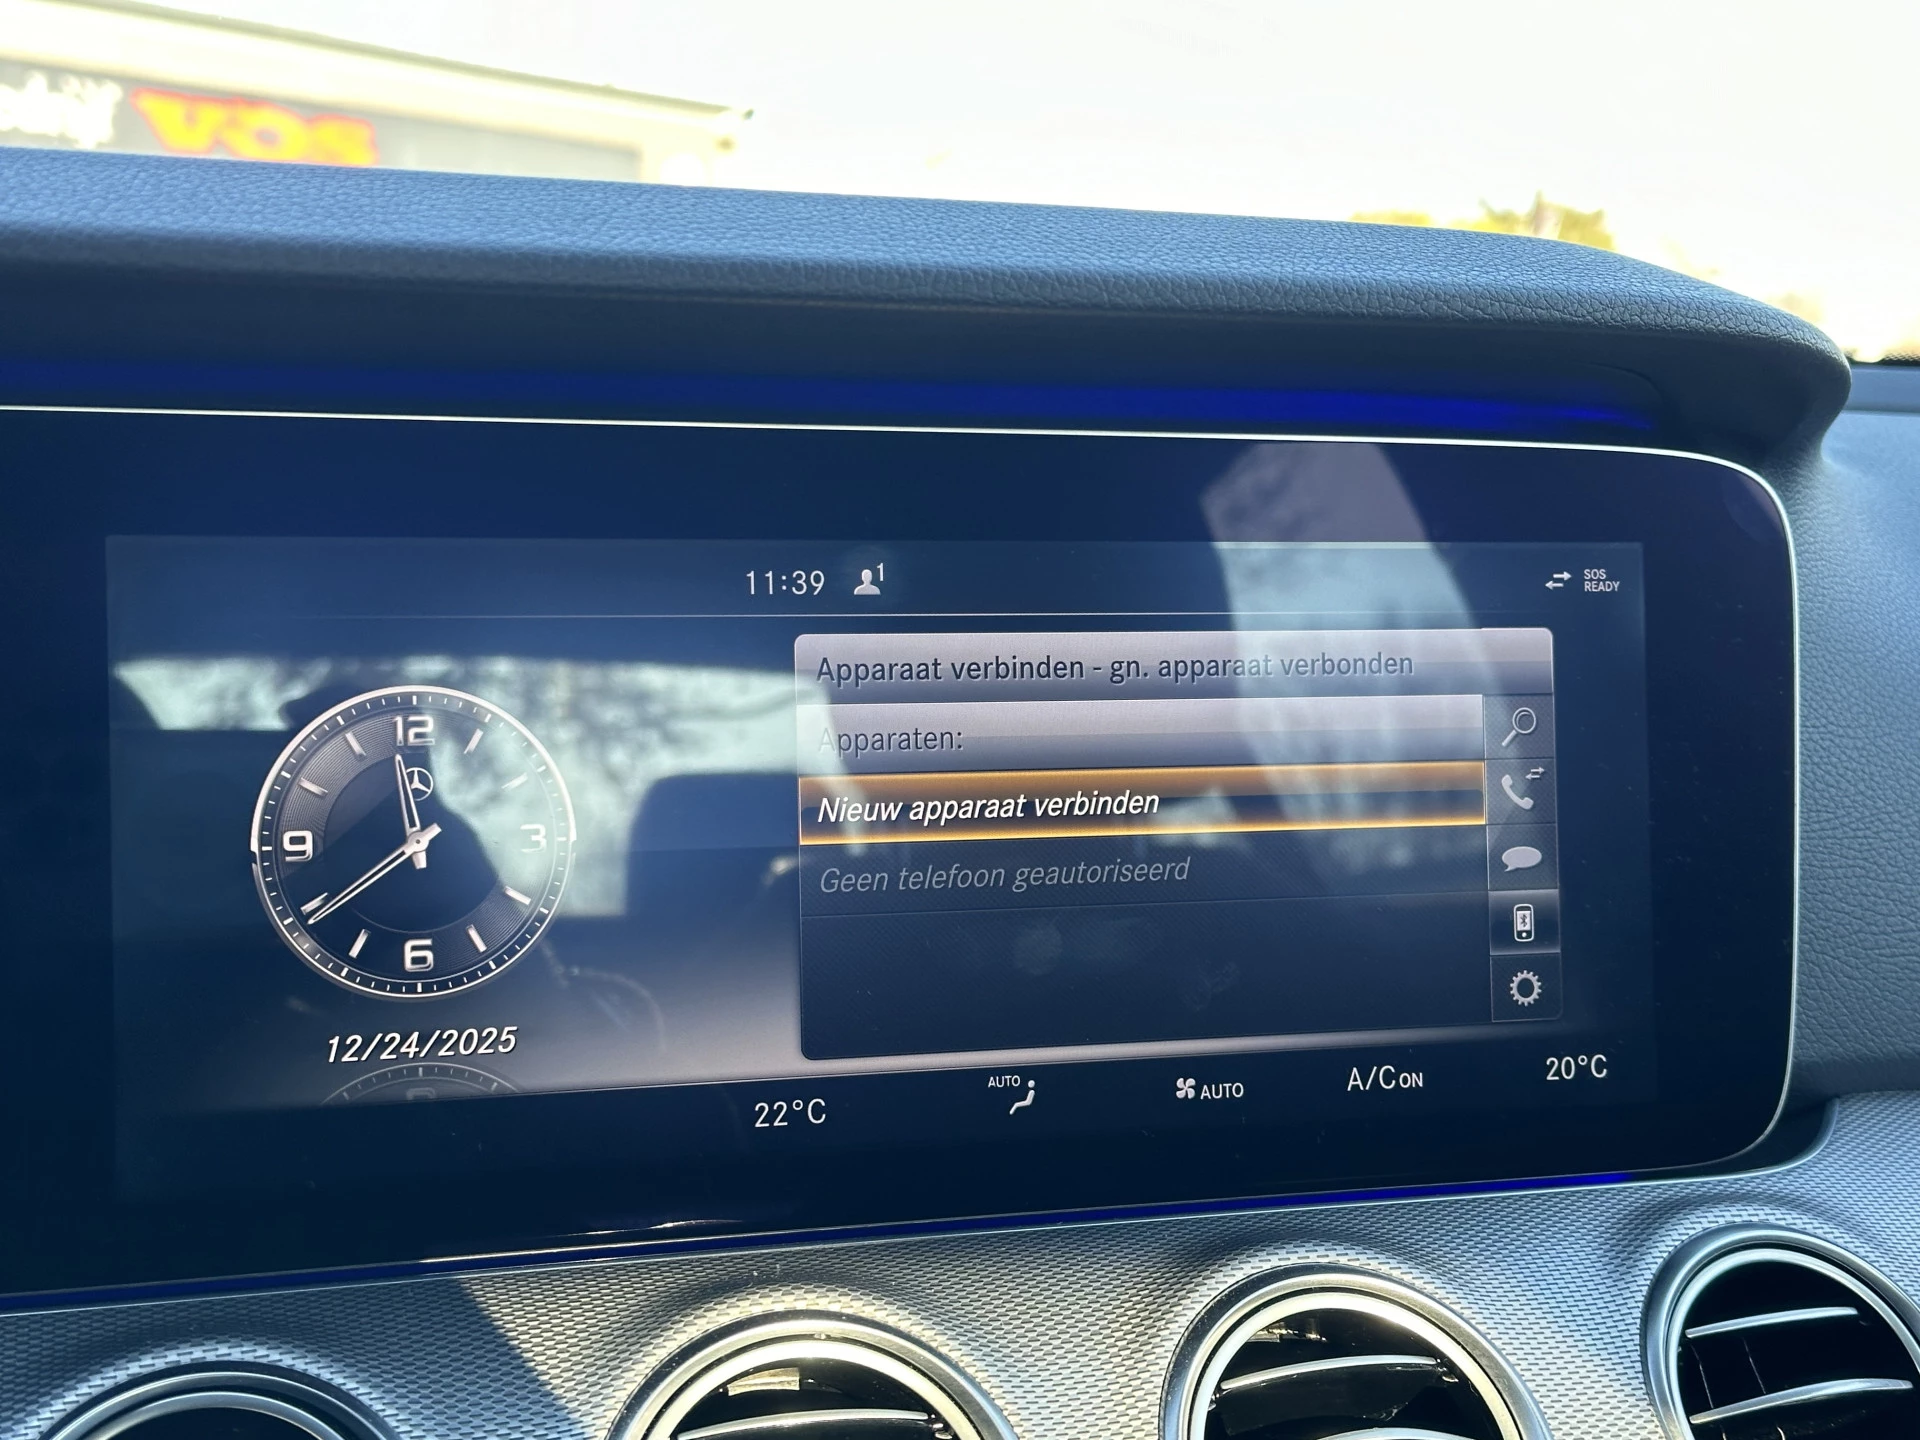 VOS
11:39 1
SOS
READY
Apparaat verbinden - gn. apparaat verbonden
Apparaten:
Nieuw apparaat verbinden
Geen telefoon geautoriseerd
12
3
6
9
12/24/2025
22°C
AUTO
AUTO
A/C ON
20°C